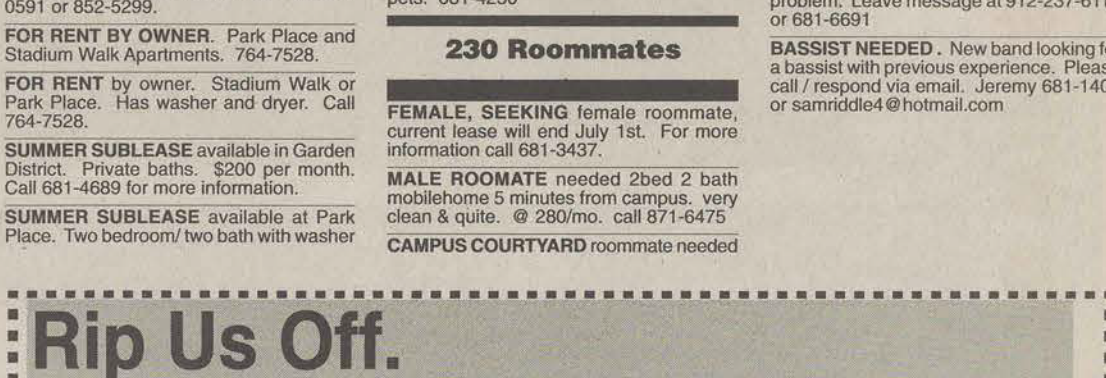 0591 or 852-5299.
FOR RENT BY OWNER. Park Place and
Stadium Walk Apartments. 764-7528.
FOR RENT by owner. Stadium Walk or
Park Place. Has washer and dryer. Call
764-7528.
SUMMER SUBLEASE available in Garden
District. Private baths. $200 per month.
Call 681-4689 for more information.
SUMMER SUBLEASE available at Park
Place. Two bedroom/ two bath with washer
pets. 681-4250
230 Roommates
FEMALE, SEEKING female roommate,
current lease will end July 1st. For more
information call 681-3437.
MALE ROOMATE needed 2bed 2 bath
mobilehome 5 minutes from campus. very
clean & quite. @ 280/mo. call 871-6475
CAMPUS COURTYARD roommate needed
problem. Leave message at
or 681-6691
BASSIST NEEDED. New band looking
a bassist with previous experience.
call / respond via email. Jeremy
or samriddle4@hotmail.com
Rip Us Off.